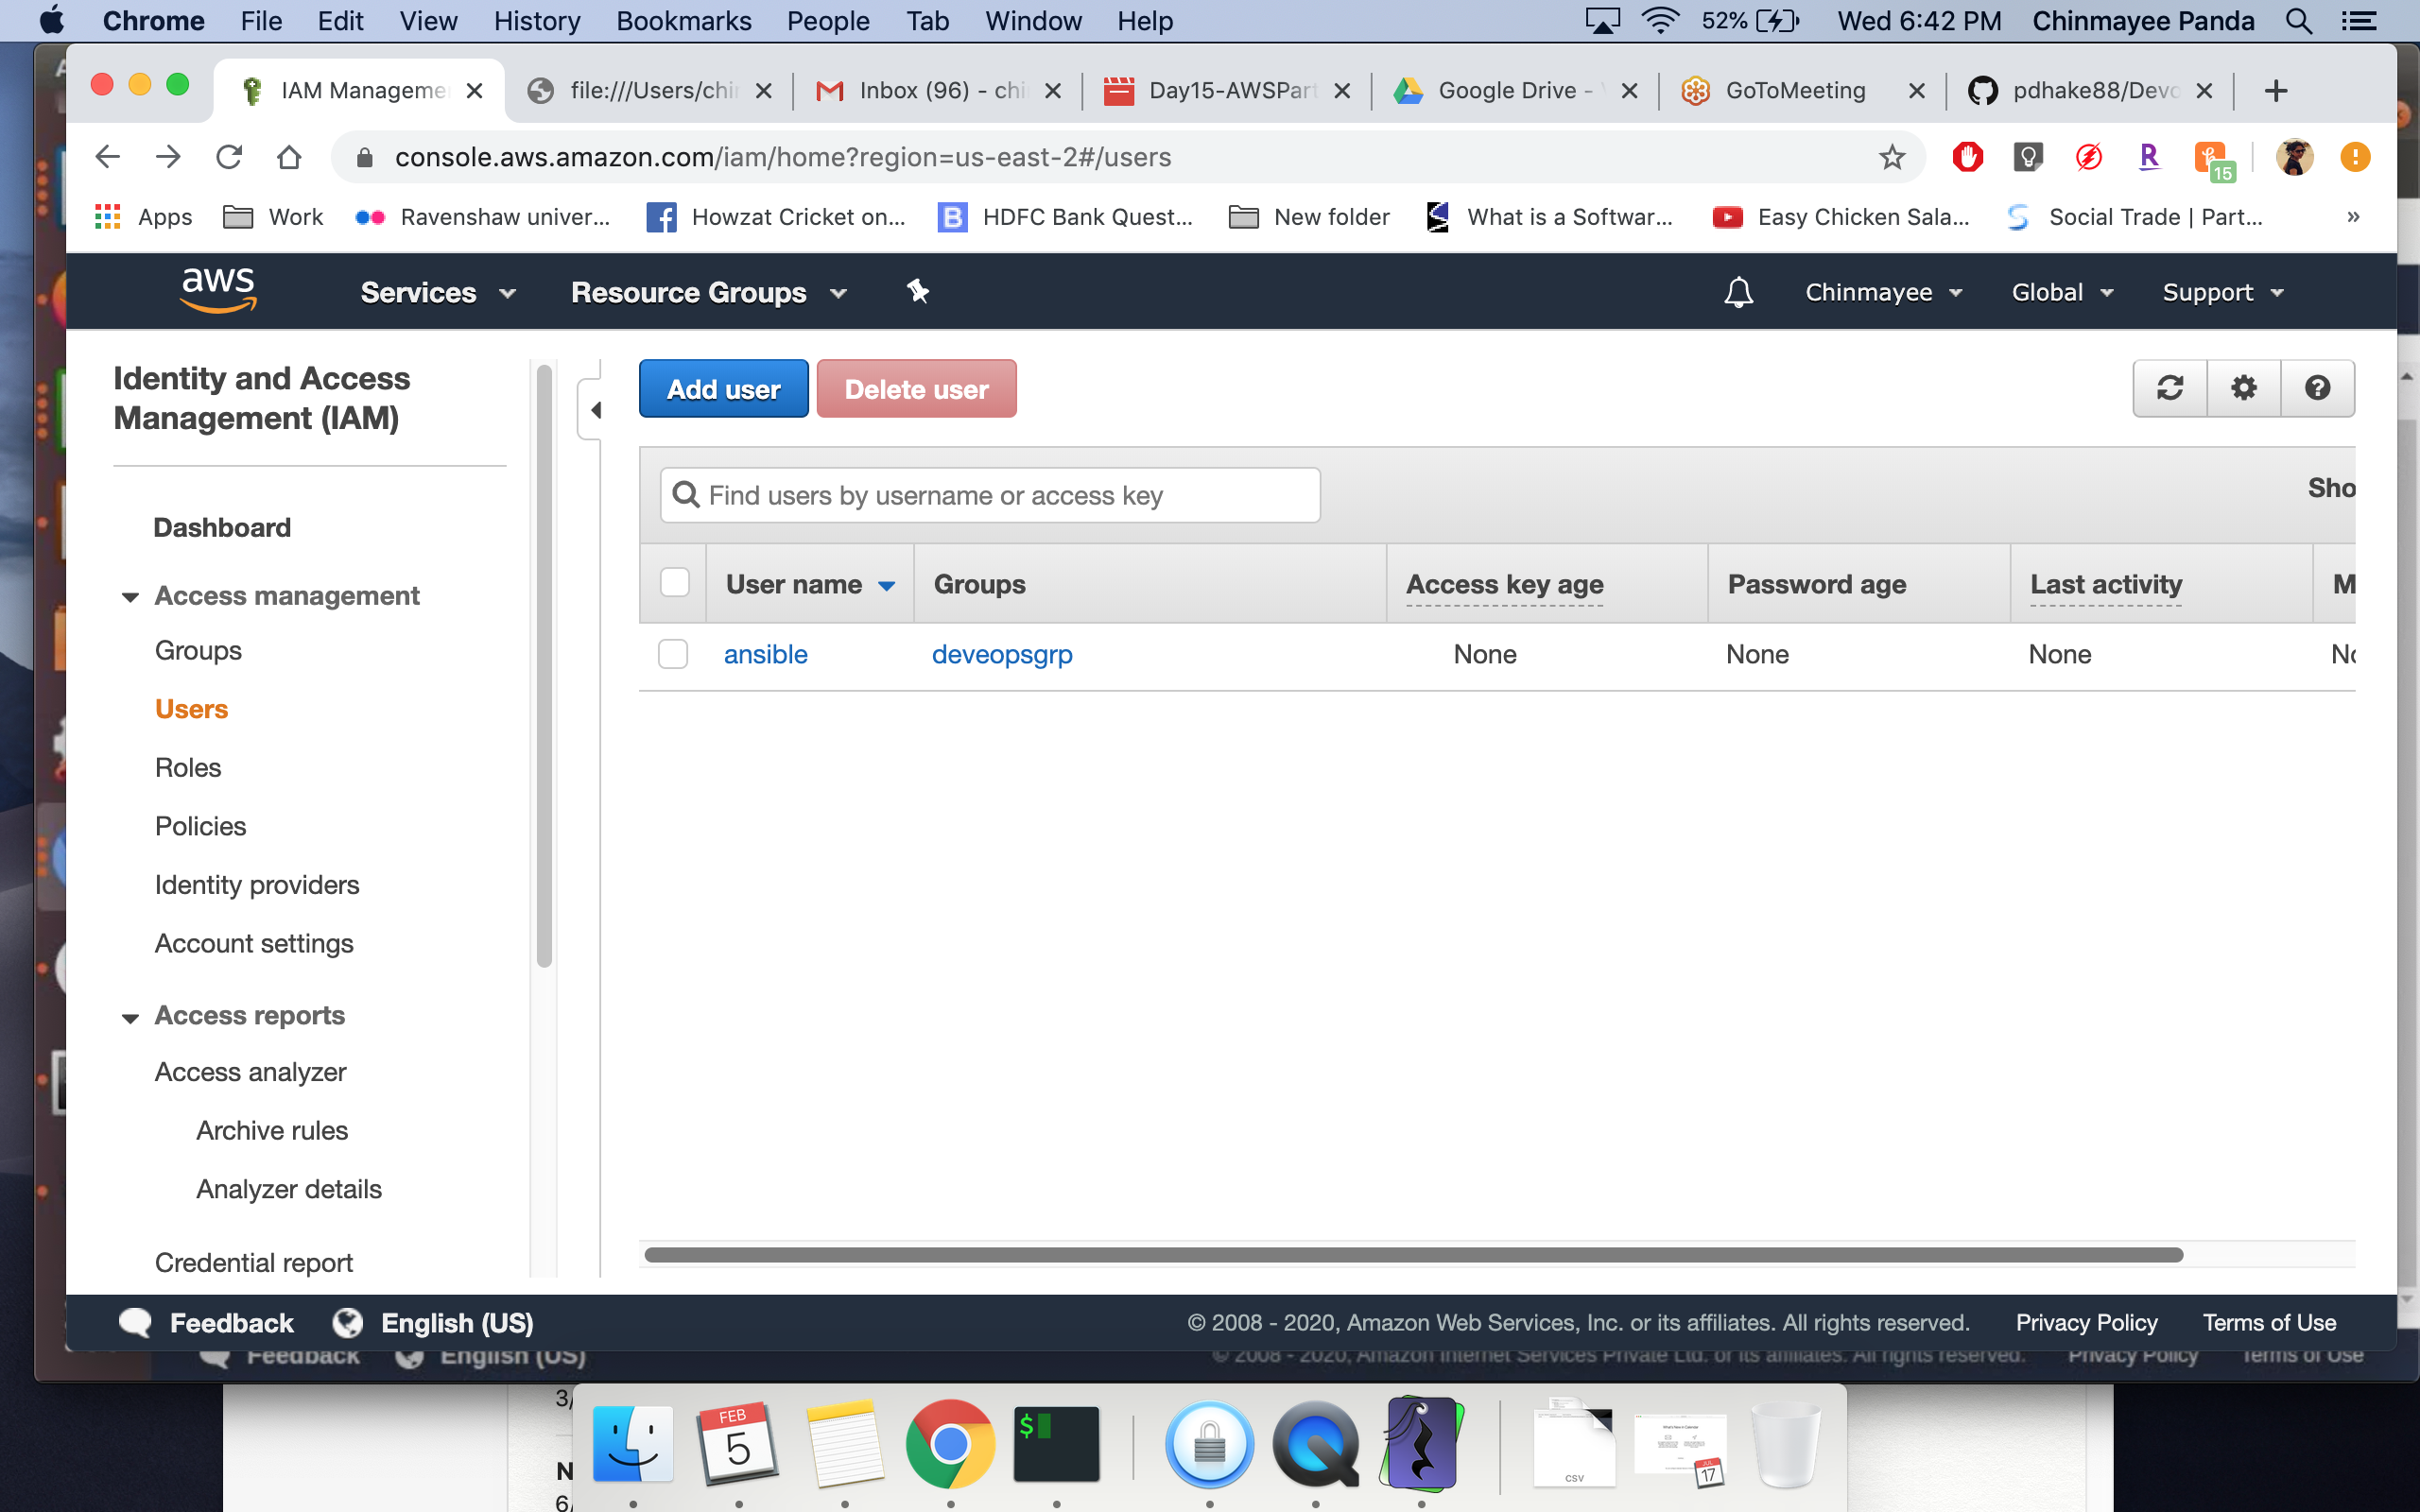 Chrome File Edit View History Bookmarks People Tab Window Help 52% Wed 6:42 PM Chinmayee Panda
IAM Manageme file:///Users/chi Inbox (96) - chi Day15-AWSPart Google Drive - GoToMeeting pdhake88/Devo
console.aws.amazon.com/iam/home?region=us-east-2#/users
15
Apps Work Ravenshaw univer... Howzat Cricket on... HDFC Bank Quest... New folder What is a Softwar... Easy Chicken Sala... Social Trade | Part... »
aws Services Resource Groups Chinmayee Global Support
Identity and Access
Management (IAM)
Dashboard
Access management
Groups
Users
Roles
Policies
Identity providers
Account settings
Access reports
Access analyzer
Archive rules
Analyzer details
Credential report
Add user Delete user
Find users by username or access key
Sho
User name Groups Access key age Password age Last activity M
ansible deveopsgrp None None None No
Feedback English (US) © 2008 - 2020, Amazon Web Services, Inc. or its affiliates. All rights reserved. Privacy Policy Terms of Use
Feedback English (US) © 2008 - 2020, Amazon Internet Services Private Ltd. or its affiliates. All rights reserved. Privacy Policy Terms of Use
3/
N
6/
FEB
5
$
CSV
JUL
17